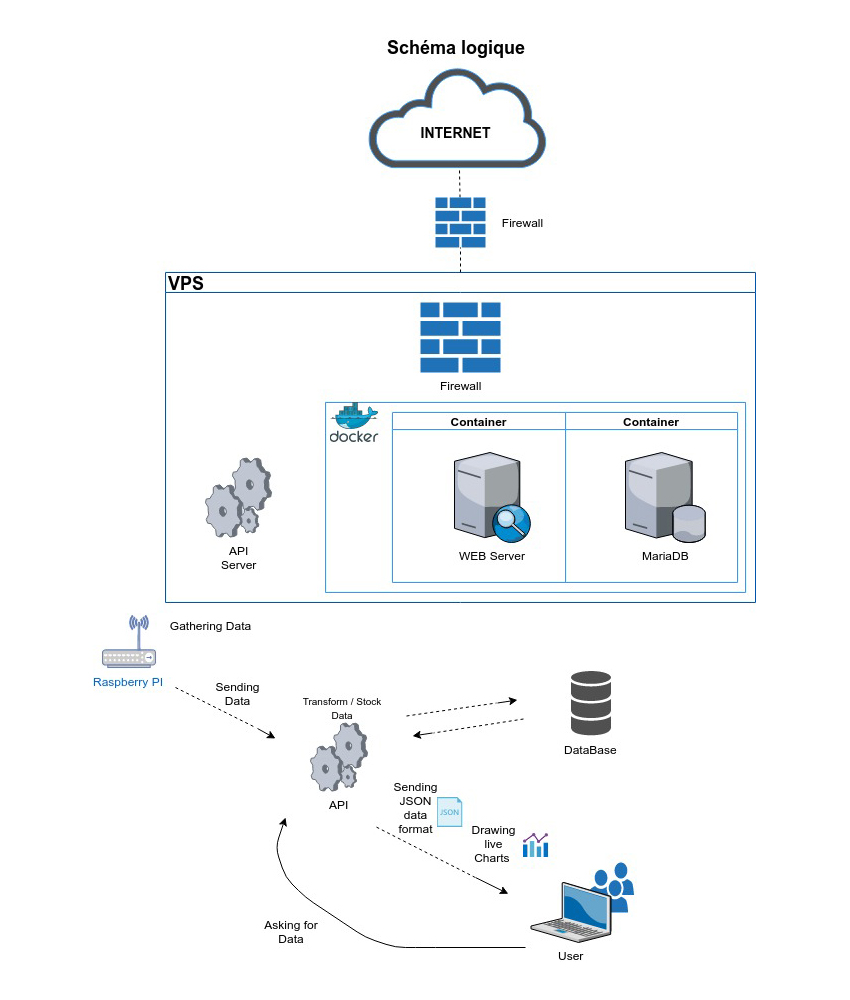 Schéma logique
INTERNET
Firewall
VPS
Firewall
docker
Container
Container
API
Server
WEB Server
MariaDB
Gathering Data
Raspberry PI
Sending
Data
Transform / Stock
Data
DataBase
API
Sending
JSON
data
format
JSON
Drawing
live
Charts
Asking for
Data
User